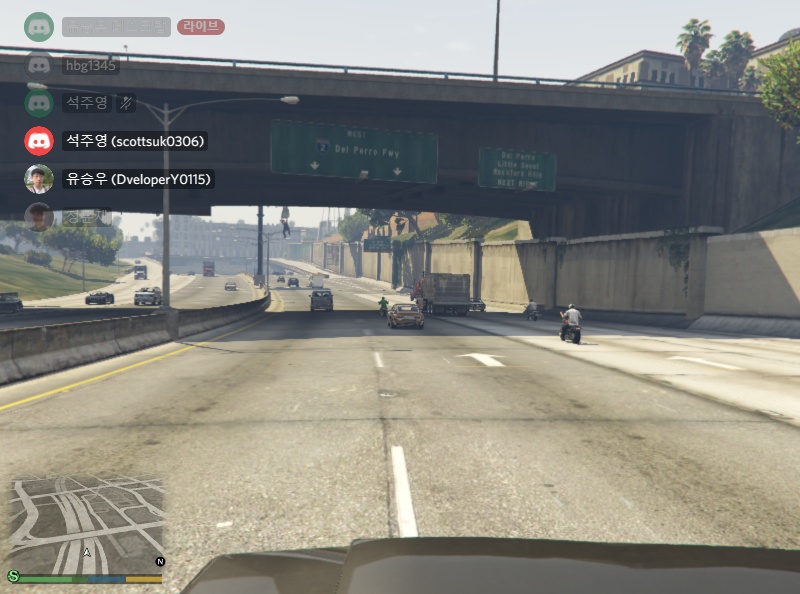 라이브
hbg1345
석주영
석주영 (scottsuk0306)
유승우 (DveloperY0115)
WEST
2 Del Perro Fwy
Del Perro
Little Seoul
Rockford Hills
NEXT RIGHT
N
S